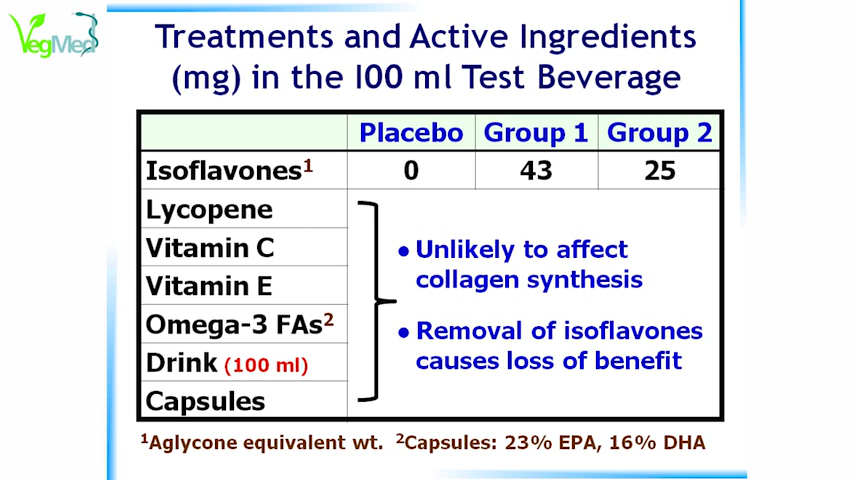 VegMed
Treatments and Active Ingredients
(mg) in the 100 ml Test Beverage
Placebo Group 1 Group 2
Isoflavones¹ 0 43 25
Lycopene
Vitamin C
Vitamin E
Omega-3 FAs²
Drink (100 ml)
Capsules
• Unlikely to affect
collagen synthesis
• Removal of isoflavones
causes loss of benefit
¹Aglycone equivalent wt. ²Capsules: 23% EPA, 16% DHA